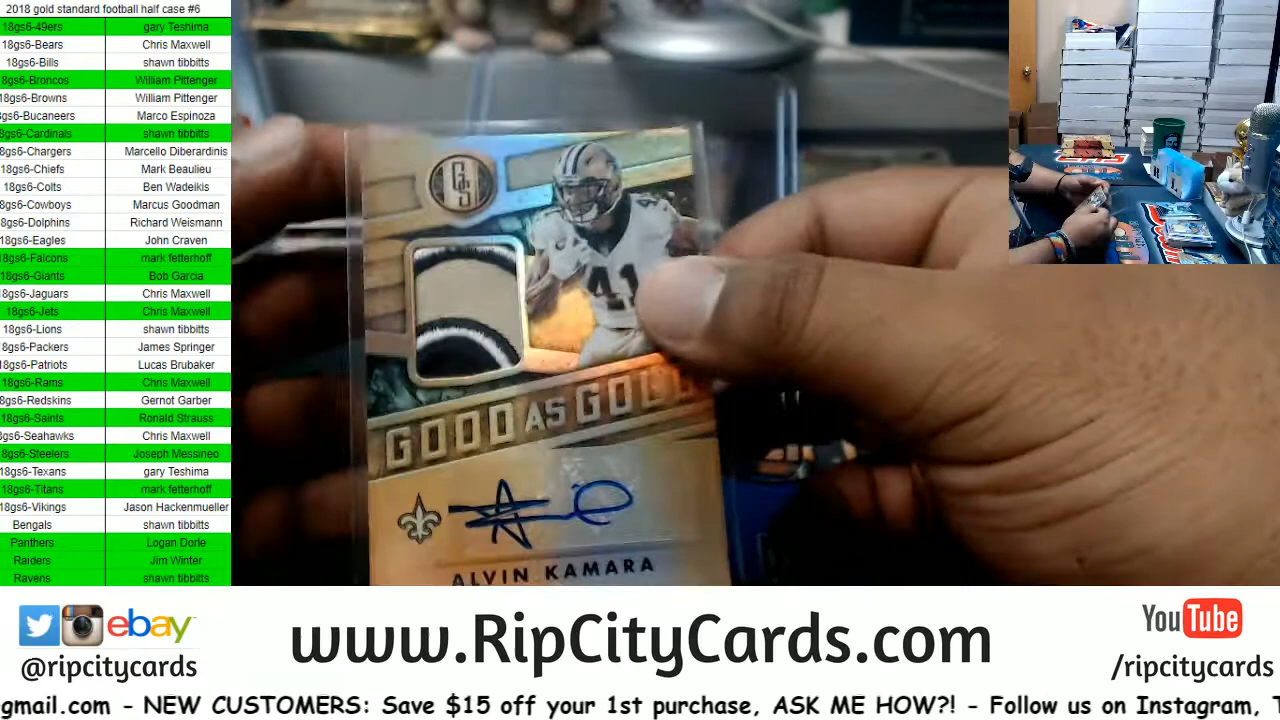 2018 gold standard football half case #6
18gs6-49ers gary Teshima
18gs6-Bears Chris Maxwell
18gs6-Bills shawn tibbitts
8gs6-Broncos William Pittenger
18gs6-Browns William Pittenger
gs6-Bucaneers Marco Espinoza
8gs6-Cardinals shawn tibbitts
8gs6-Chargers Marcello Diberardinis
18gs6-Chiefs Mark Beaulieu
18gs6-Colts Ben Wadeikis
8gs6-Cowboys Marcus Goodman
8gs6-Dolphins Richard Weismann
18gs6-Eagles John Craven
8gs6-Falcons mark fetterhoff
18gs6-Giants Bob Garcia
8gs6-Jaguars Chris Maxwell
18gs6-Jets Chris Maxwell
18gs6-Lions shawn tibbitts
8gs6-Packers James Springer
8gs6-Patriots Lucas Brubaker
18gs6-Rams Chris Maxwell
8gs6-Redskins Gernot Garber
18gs6-Saints Ronald Strauss
gs6-Seahawks Chris Maxwell
8gs6-Steelers Joseph Messineo
18gs6-Texans gary Teshima
18gs6-Titans mark fetterhoff
18gs6-Vikings Jason Hackenmueller
Bengals shawn tibbitts
Panthers Logan Dorle
Raiders Jim Winter
Ravens shawn tibbitts
GS
41
GOOD AS GOLD
ALVIN KAMARA
ebay
@ripcitycards
www.RipCityCards.com
YouTube
/ripcitycards
gmail.com - NEW CUSTOMERS: Save $15 off your 1st purchase, ASK ME HOW?! - Follow us on Instagram, T